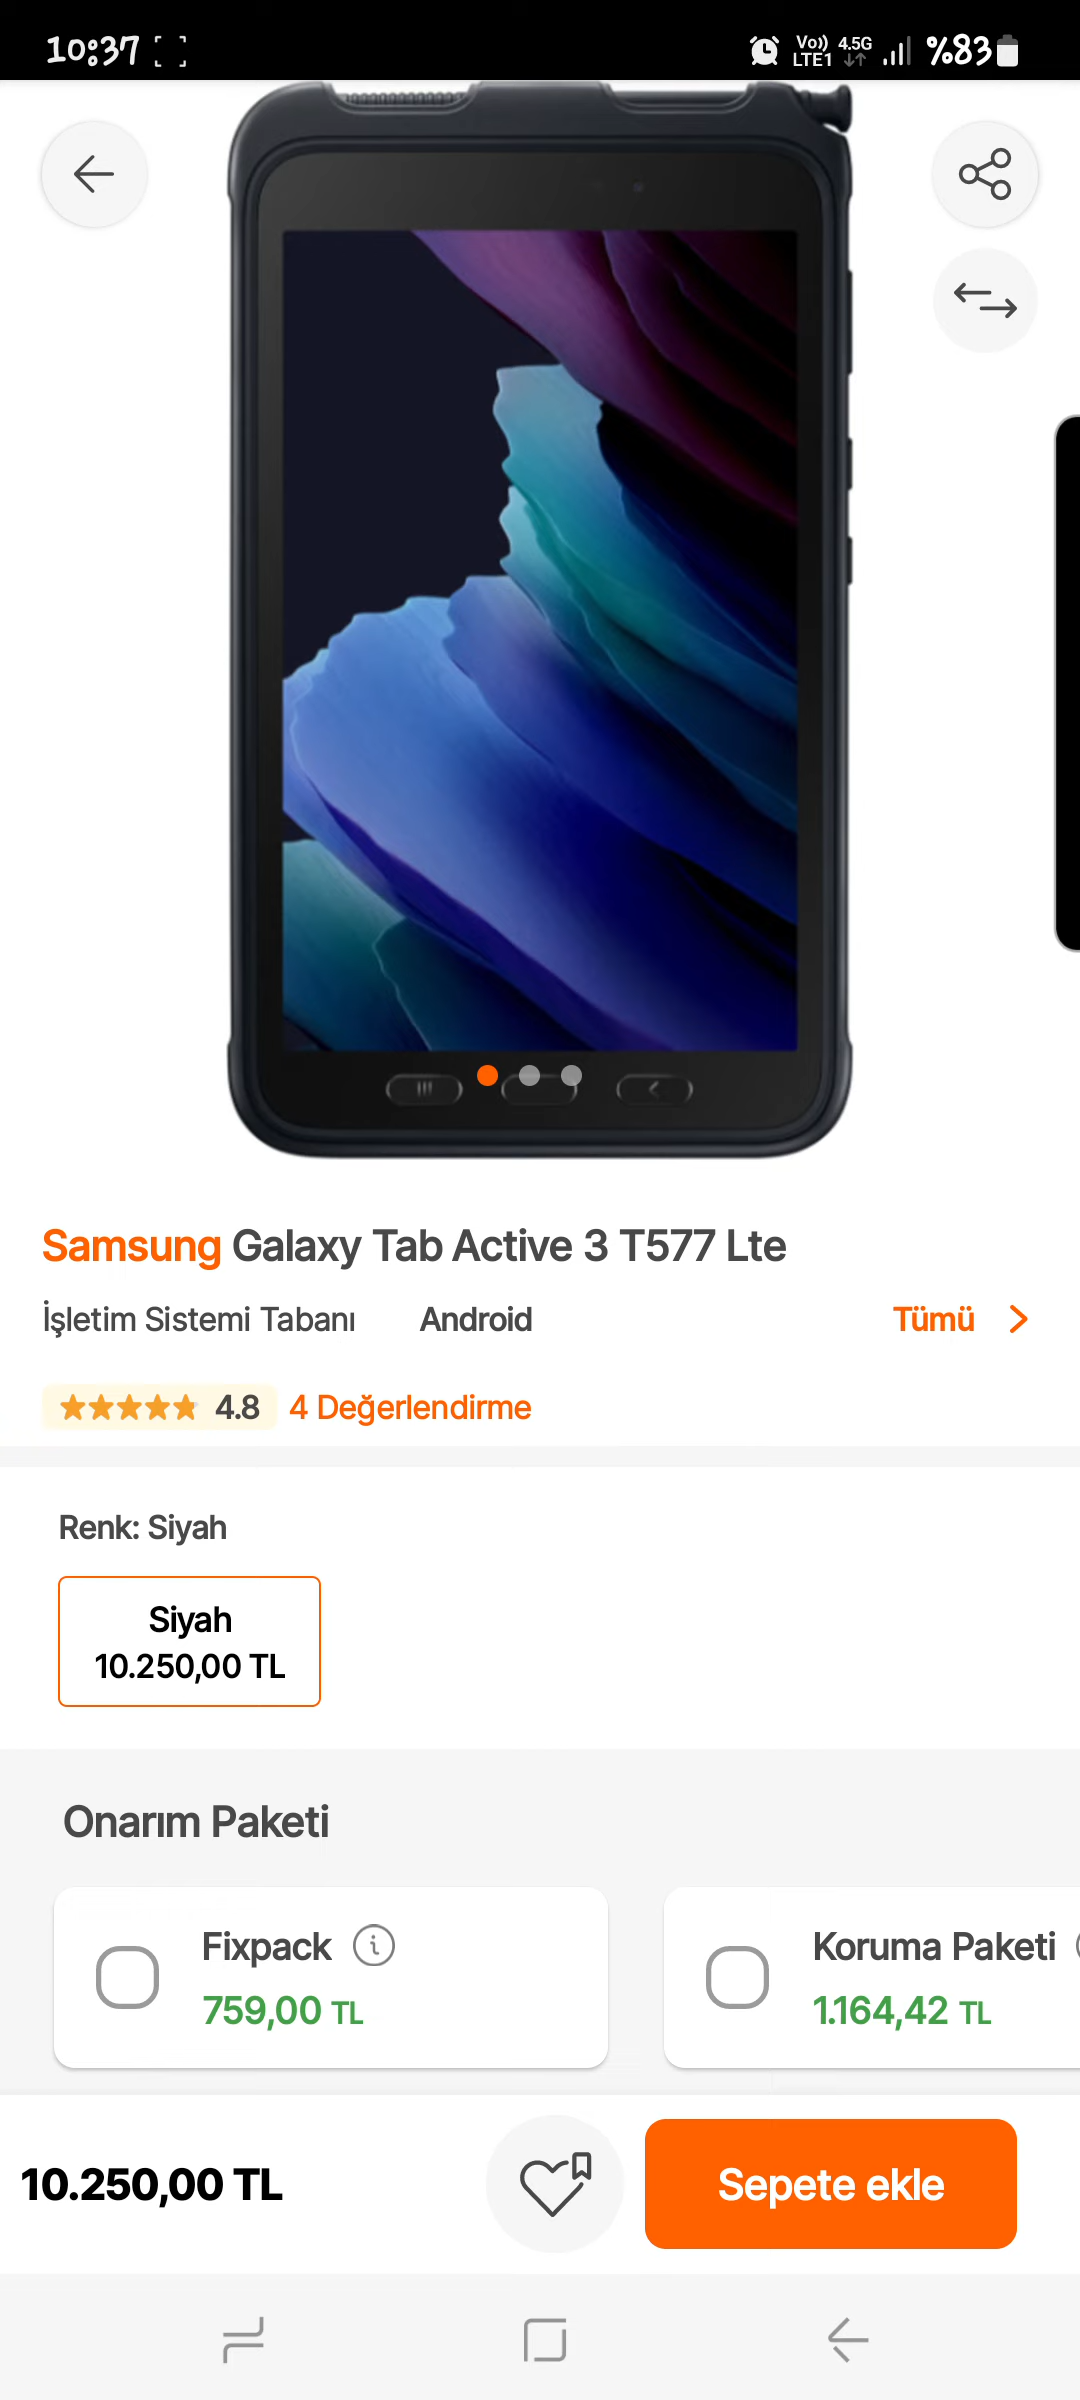 10:37
Vo)) 4.5G %83
LTE1
Samsung Galaxy Tab Active 3 T577 Lte
İşletim Sistemi Tabanı Android Tümü
4.8 4 Değerlendirme
Renk: Siyah
Siyah
10.250,00 TL
Onarım Paketi
Fixpack
759,00 TL
Koruma Paketi
1.164,42 TL
10.250,00 TL
Sepete ekle